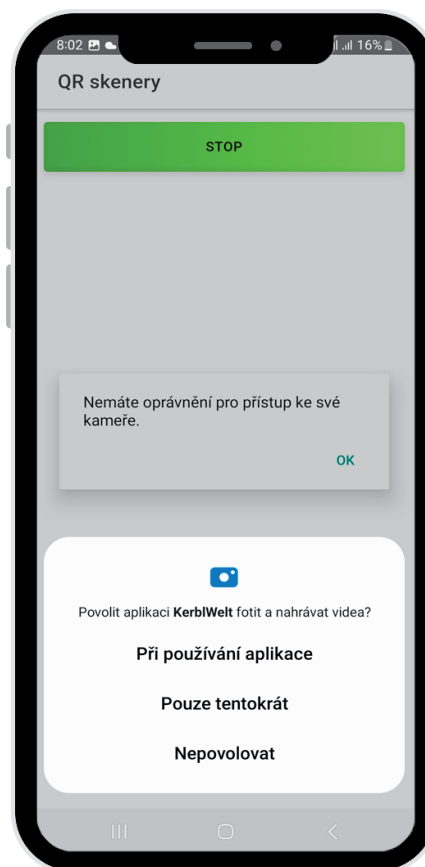 8:02
16%
QR skenery
STOP
Nemáte oprávnění pro přístup ke své
kameře.
OK
Povolit aplikaci KerblWelt fotit a nahrávat videa?
Při používání aplikace
Pouze tentokrát
Nepovolovat